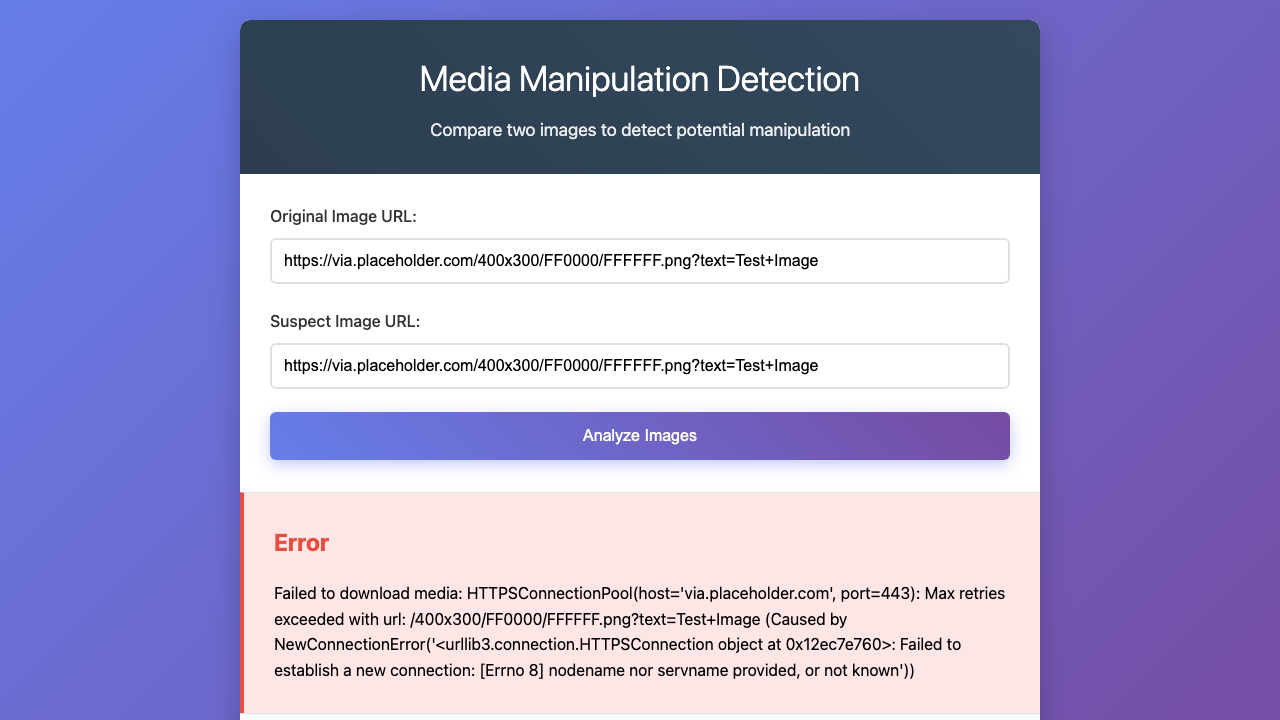 Media Manipulation Detection
Compare two images to detect potential manipulation
Original Image URL:
https://via.placeholder.com/400x300/FF0000/FFFFFF.png?text=Test+Image
Suspect Image URL:
https://via.placeholder.com/400x300/FF0000/FFFFFF.png?text=Test+Image
Analyze Images
Error
Failed to download media: HTTPSConnectionPool(host='via.placeholder.com', port=443): Max retries
exceeded with url: /400x300/FF0000/FFFFFF.png?text=Test+Image (Caused by
NewConnectionError('<urllib3.connection.HTTPSConnection object at 0x12ec7e760>: Failed to
establish a new connection: [Errno 8] nodename nor servname provided, or not known'))